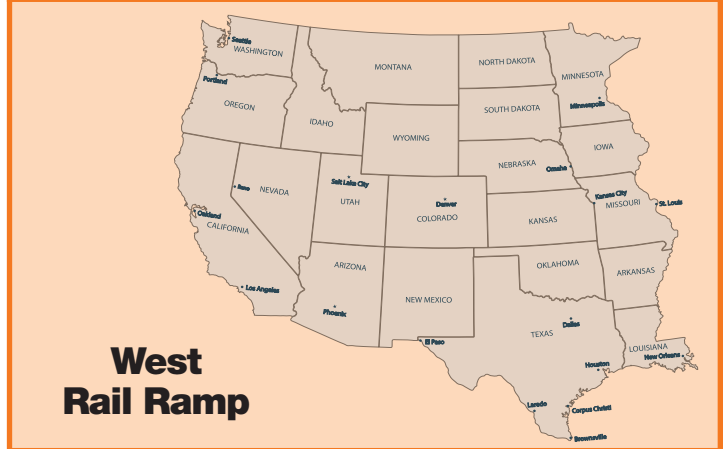 Seattle
WASHINGTON
MONTANA
NORTH DAKOTA
MINNESOTA
Portland
OREGON
IDAHO
SOUTH DAKOTA
Minneapolis
WYOMING
IOWA
NEBRASKA
Omaha
Reno
NEVADA
Salt Lake City
UTAH
Denver
COLORADO
KANSAS
Kansas City
MISSOURI
St. Louis
Oakland
CALIFORNIA
ARIZONA
OKLAHOMA
ARKANSAS
Los Angeles
NEW MEXICO
Phoenix
Dallas
TEXAS
El Paso
LOUISIANA
New Orleans
Houston
Laredo
Corpus Christi
Brownsville
West
Rail Ramp